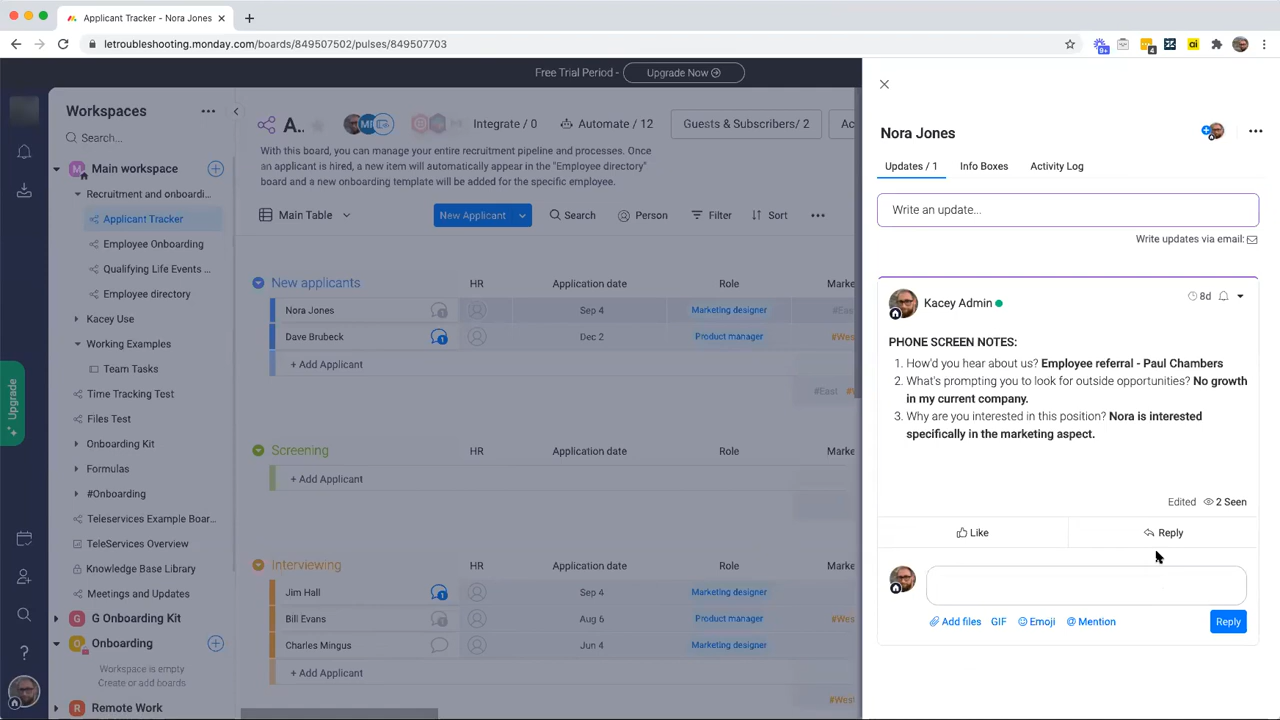 Applicant Tracker - Nora Jones
letroubleshooting.monday.com/boards/849507502/pulses/849507703
9+
4
ai
Free Trial Period -
Upgrade Now
Workspaces
Search...
M
Main workspace
Recruitment and onboardi...
Applicant Tracker
Employee Onboarding
Qualifying Life Events ...
Employee directory
Kacey Use
Working Examples
Team Tasks
Time Tracking Test
Files Test
Onboarding Kit
Formulas
#Onboarding
Teleservices Example Boar...
TeleServices Overview
Knowledge Base Library
Meetings and Updates
G
G Onboarding Kit
O
Onboarding
Workspace is empty
Create or add boards
R
Remote Work
Upgrade
A..
Integrate / 0
Automate / 12
Guests & Subscribers/ 2
Ac
With this board, you can manage your entire recruitment pipeline and processes. Once
an applicant is hired, a new item will automatically appear in the "Employee directory"
board and a new onboarding template will be added for the specific employee.
Main Table
New Applicant
Search
Person
Filter
Sort
New applicants
HR
Application date
Role
Marke
Nora Jones
Sep 4
Marketing designer
#Eas
Dave Brubeck
1
Dec 2
Product manager
#Wes
+ Add Applicant
#East
Screening
HR
Application date
Role
Marke
+ Add Applicant
Interviewing
HR
Application date
Role
Marke
Jim Hall
1
Sep 4
Marketing designer
Bill Evans
Aug 6
Product manager
Charles Mingus
Jun 4
Marketing designer
+ Add Applicant
#Wes
Nora Jones
Updates / 1
Info Boxes
Activity Log
Write an update...
Write updates via email:
Kacey Admin
8d
PHONE SCREEN NOTES:
1. How'd you hear about us? Employee referral - Paul Chambers
2. What's prompting you to look for outside opportunities? No growth
in my current company.
3. Why are you interested in this position? Nora is interested
specifically in the marketing aspect.
Edited
2 Seen
Like
Reply
Add files
GIF
Emoji
Mention
Reply